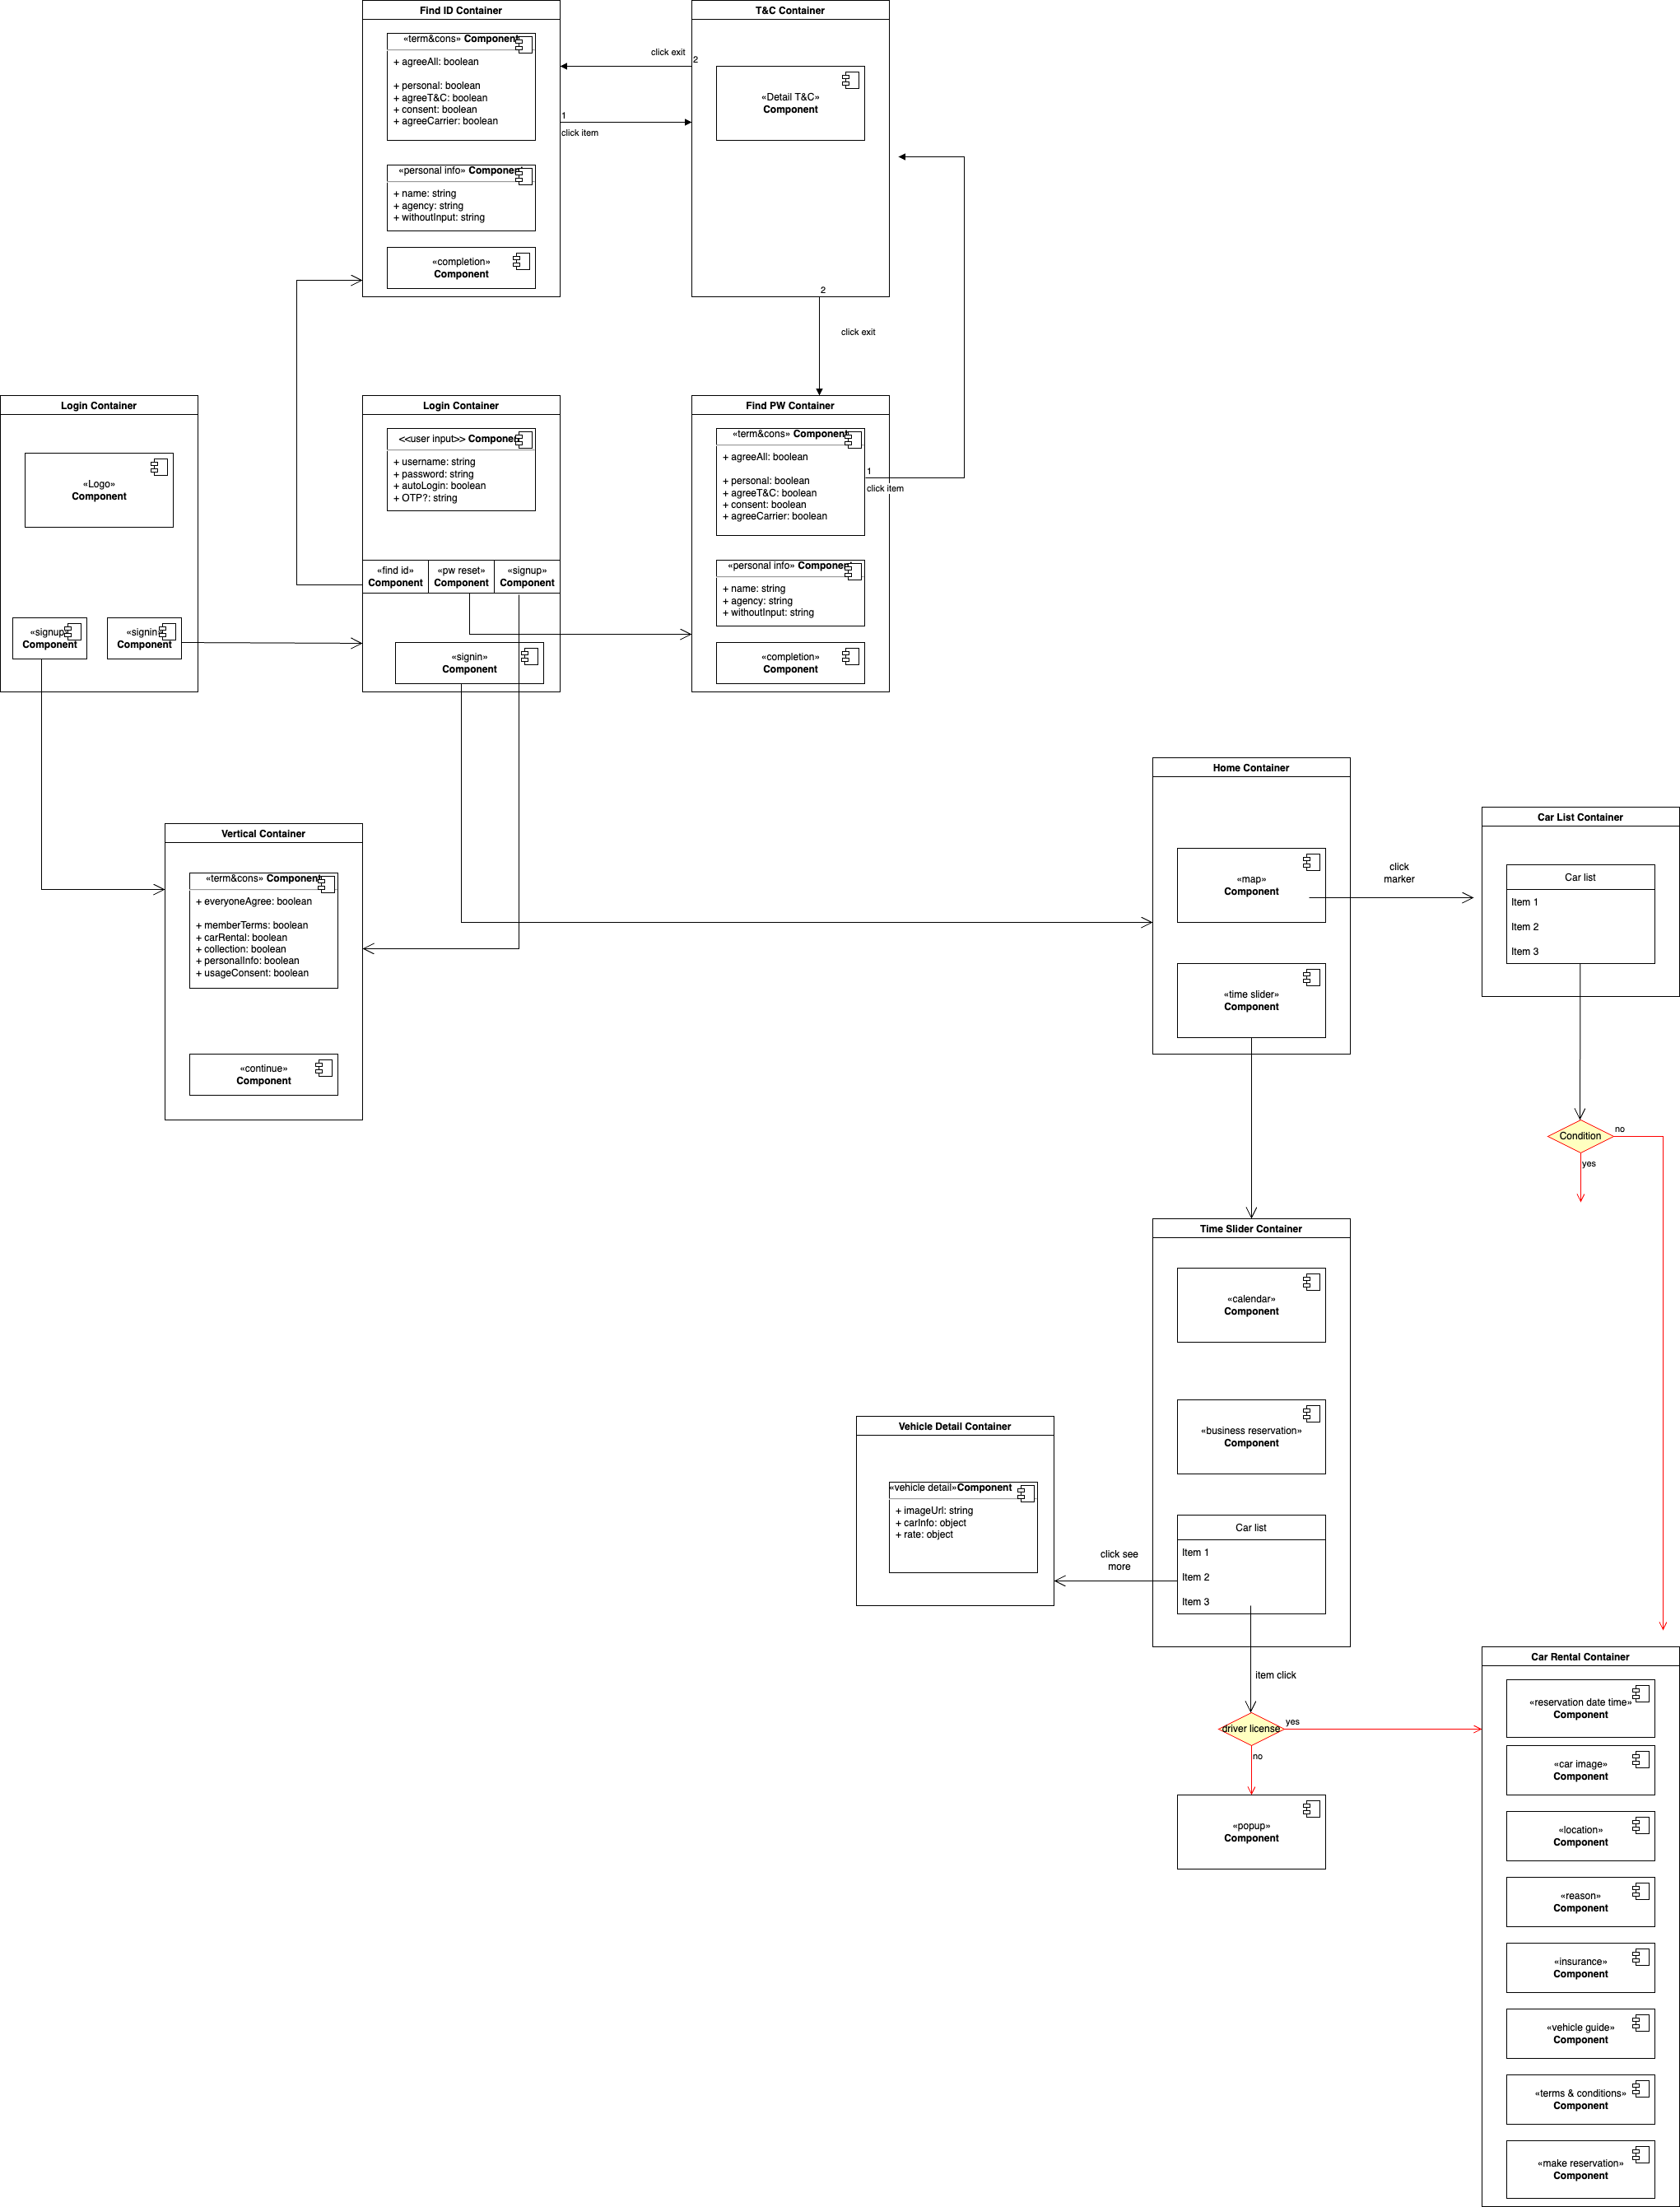 Find ID Container
«term&cons» Component
+ agreeAll: boolean
+ personal: boolean
+ agreeT&C: boolean
+ consent: boolean
+ agreeCarrier: boolean
«personal info» Component
+ name: string
+ agency: string
+ withoutInput: string
«completion»
Component
click exit
2
1
click item
T&C Container
«Detail T&C»
Component
2
click exit
Login Container
«Logo»
Component
«signup»
Component
«signin»
Component
Login Container
<<user input>> Component
+ username: string
+ password: string
+ autoLogin: boolean
+ OTP?: string
«find id»
Component
«pw reset»
Component
«signup»
Component
«signin»
Component
Find PW Container
«term&cons» Component
+ agreeAll: boolean
+ personal: boolean
+ agreeT&C: boolean
+ consent: boolean
+ agreeCarrier: boolean
1
click item
«personal info» Component
+ name: string
+ agency: string
+ withoutInput: string
«completion»
Component
Vertical Container
«term&cons» Component
+ everyoneAgree: boolean
+ memberTerms: boolean
+ carRental: boolean
+ collection: boolean
+ personalInfo: boolean
+ usageConsent: boolean
«continue»
Component
Home Container
«map»
Component
«time slider»
Component
click
marker
Car List Container
Car list
Item 1
Item 2
Item 3
Condition
no
yes
Time Slider Container
«calendar»
Component
«business reservation»
Component
Car list
Item 1
Item 2
Item 3
click see
more
Vehicle Detail Container
«vehicle detail»Component
+ imageUrl: string
+ carInfo: object
+ rate: object
item click
driver license
yes
no
«popup»
Component
Car Rental Container
«reservation date time»
Component
«car image»
Component
«location»
Component
«reason»
Component
«insurance»
Component
«vehicle guide»
Component
«terms & conditions»
Component
«make reservation»
Component